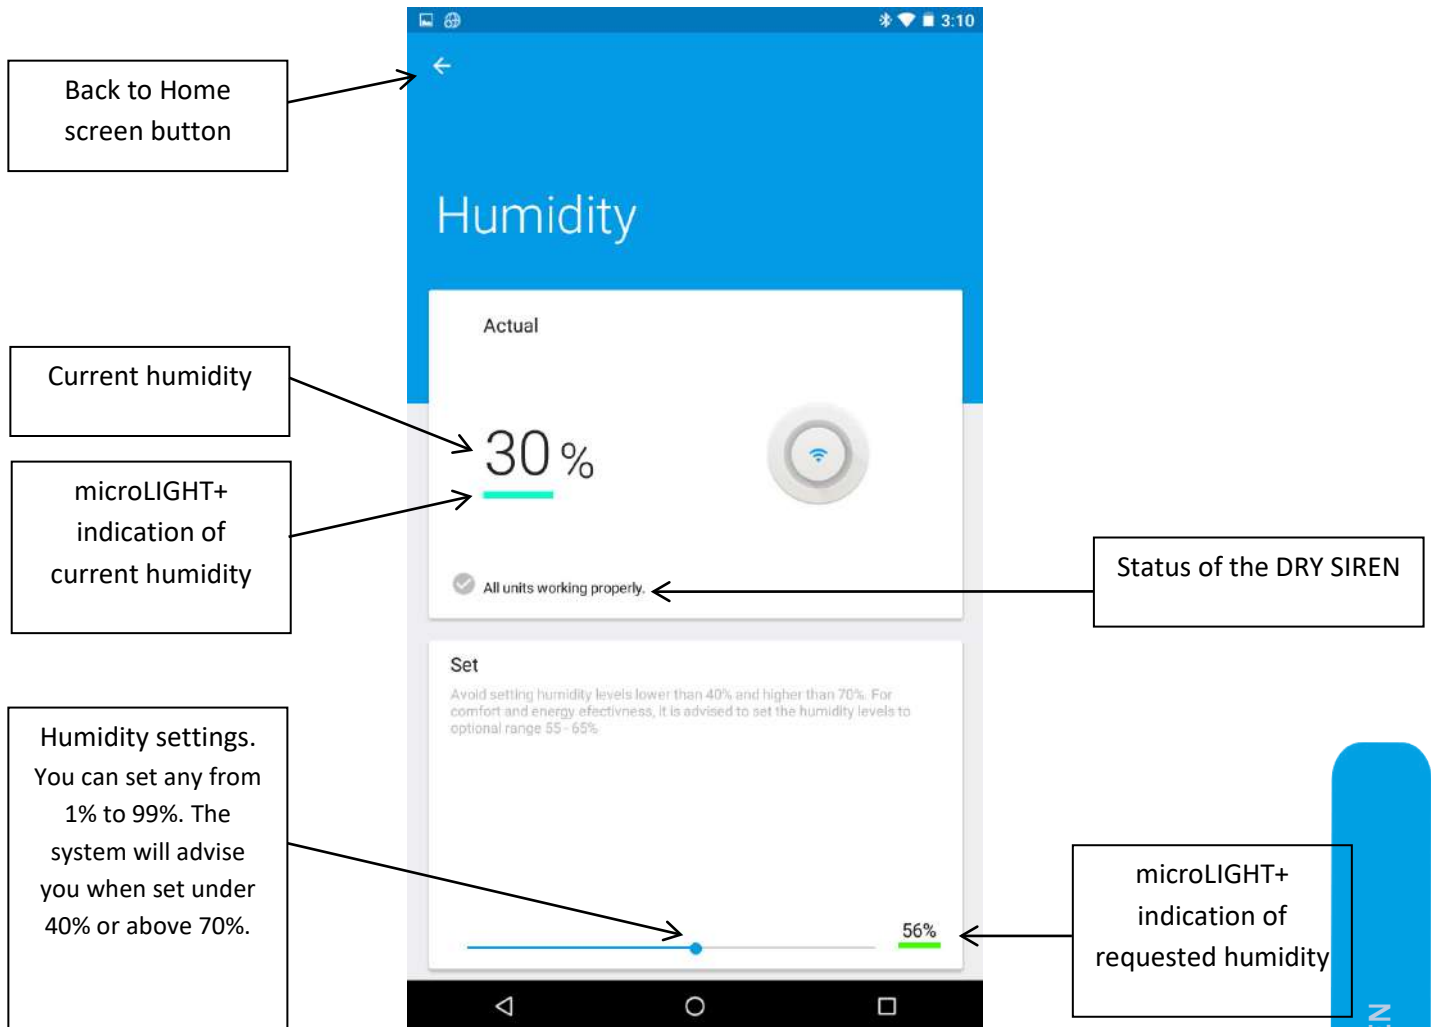 3:10
Back to Home
screen button
Humidity
Actual
Current humidity
30 %
microLIGHT+
indication of
current humidity
All units working properly.
Status of the DRY SIREN
Set
Avoid setting humidity levels lower than 40% and higher than 70%. For
comfort and energy efectivness, it is advised to set the humidity levels to
optional range 55 - 65%
Humidity settings.
You can set any from
1% to 99%. The
system will advise
you when set under
40% or above 70%.
56%
microLIGHT+
indication of
requested humidity
EN